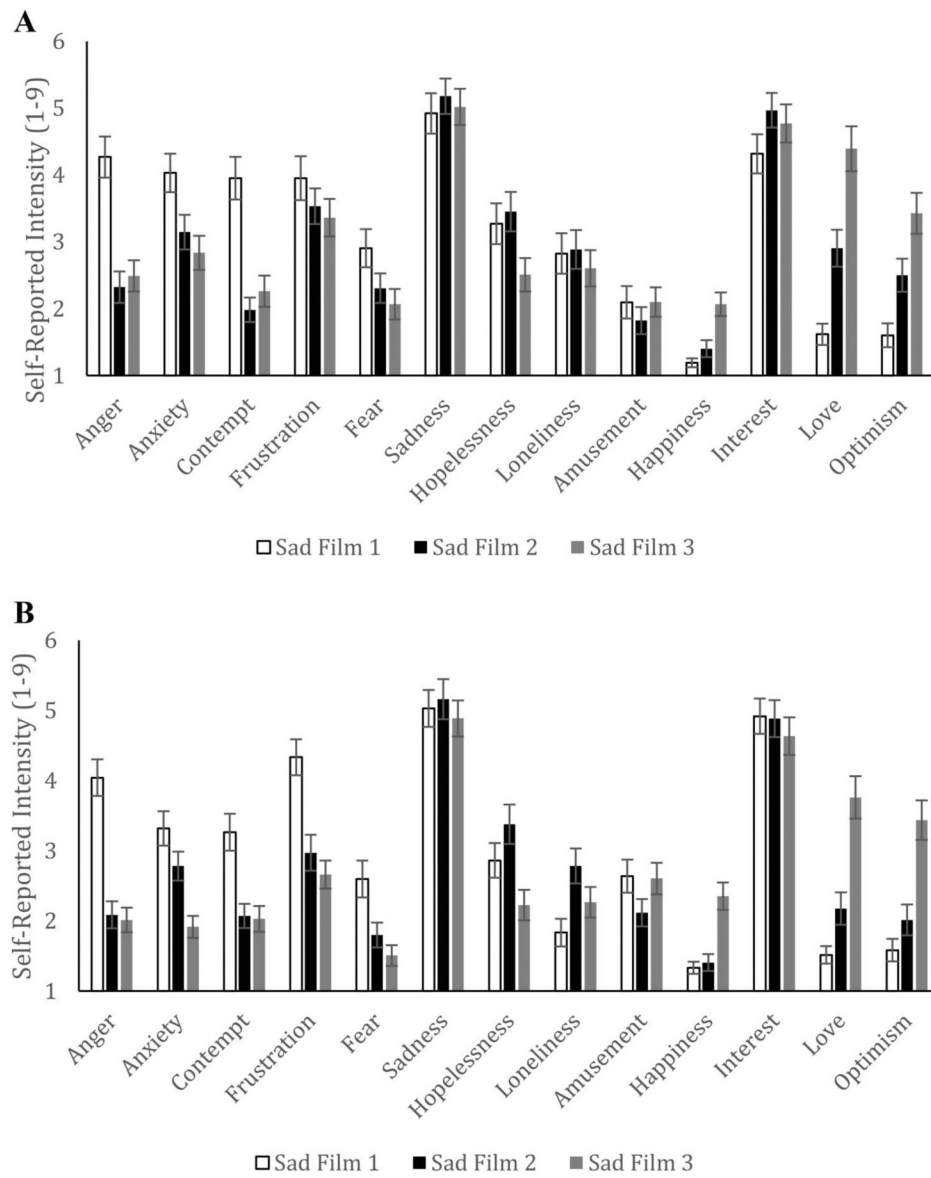 A
Self-Reported Intensity (1-9)
6
5
4
3
2
1
Anger
Anxiety
Contempt
Frustration
Fear
Sadness
Hopelessness
Loneliness
Amusement
Happiness
Interest
Love
Optimism
Sad Film 1 Sad Film 2 Sad Film 3
B
Self-Reported Intensity (1-9)
6
5
4
3
2
1
Anger
Anxiety
Contempt
Frustration
Fear
Sadness
Hopelessness
Loneliness
Amusement
Happiness
Interest
Love
Optimism
Sad Film 1 Sad Film 2 Sad Film 3